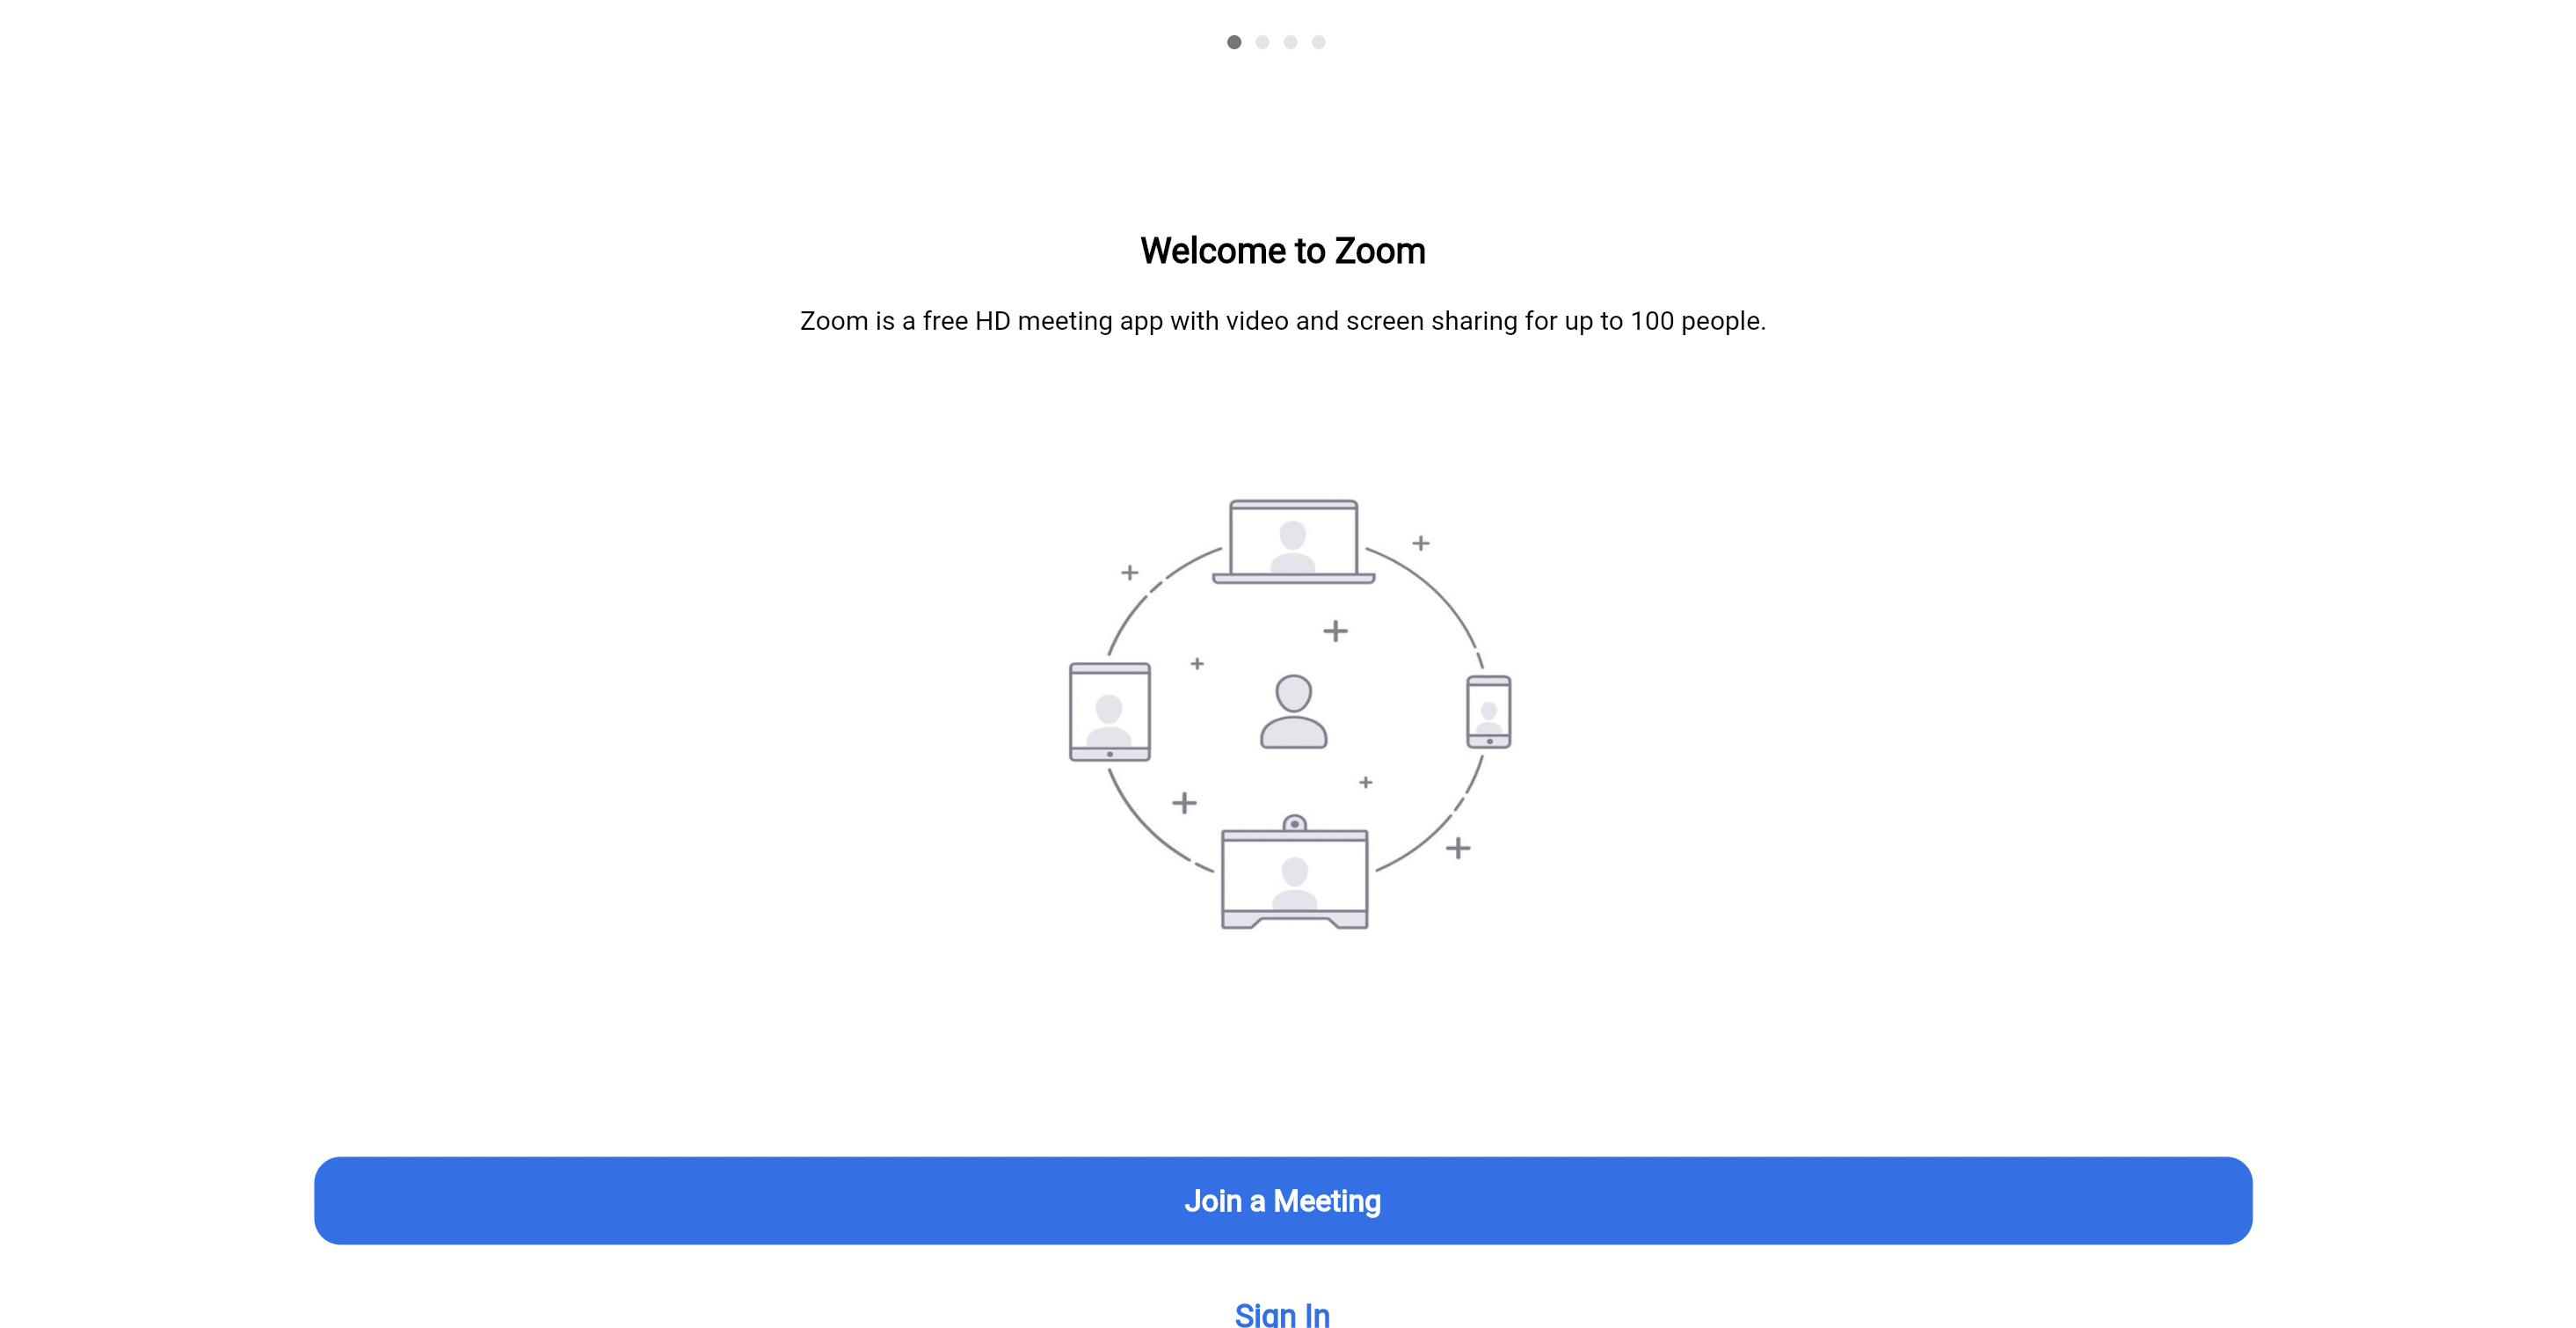 Welcome to Zoom
Zoom is a free HD meeting app with video and screen sharing for up to 100 people.
Join a Meeting
Sign In